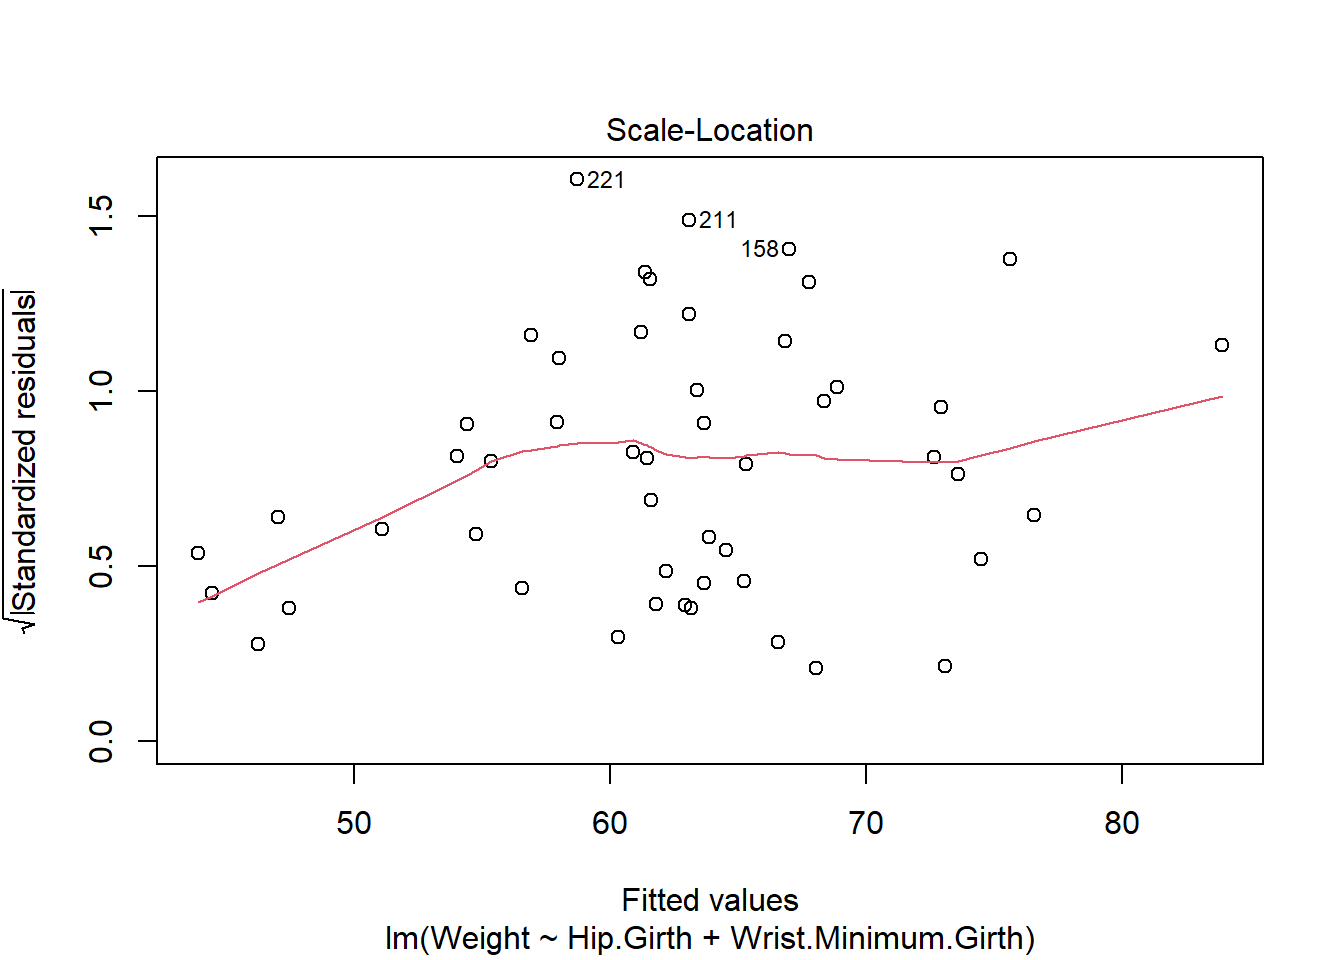 Scale-Location
221
211
158
√|Standardized residuals|
1.5
1.0
0.5
0.0
50 60 70 80
Fitted values
lm(Weight ~ Hip.Girth + Wrist.Minimum.Girth)